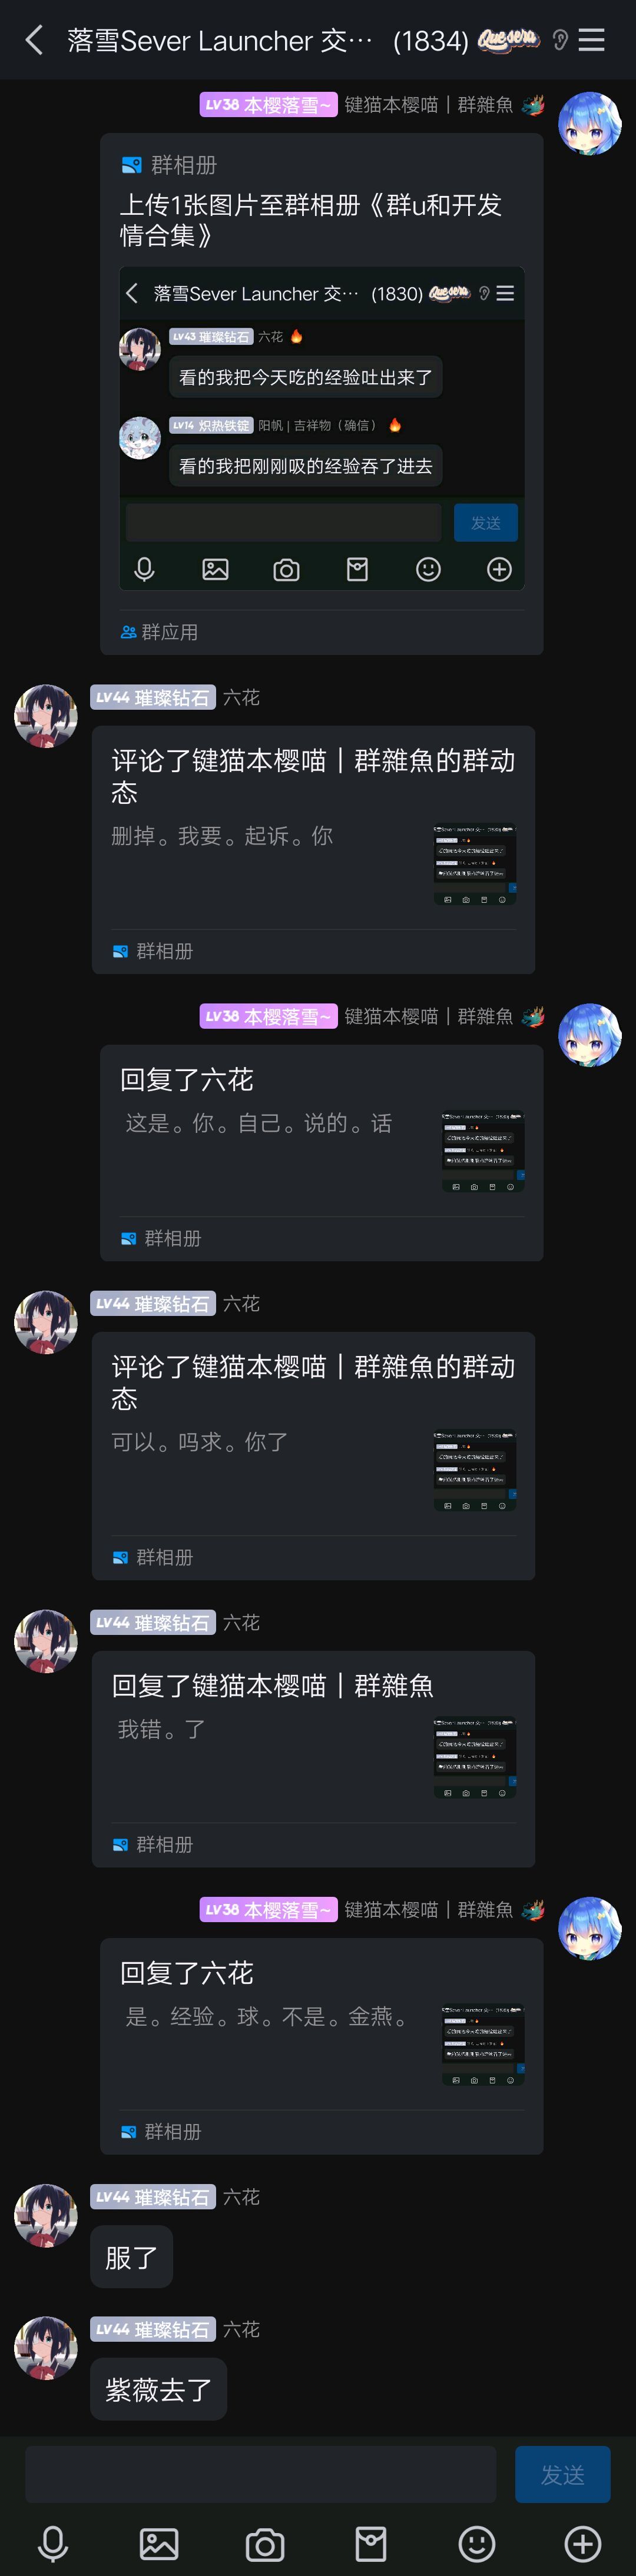 落雪Sever Launcher 交… (1834) Que sera
LV38 本樱落雪~ 键猫本樱喵｜群雜魚
群相册
上传1张图片至群相册《群u和开发
情合集》
落雪Sever Launcher 交… (1830) Que sera
LV43 璀璨钻石 六花
看的我把今天吃的经验吐出来了
LV14 炽热铁锭 阳帆 | 吉祥物（确信）
看的我把刚刚吸的经验吞了进去
发送
群应用
LV44 璀璨钻石 六花
评论了键猫本樱喵｜群雜魚的群动
态
删掉。我要。起诉。你
群相册
LV38 本樱落雪~ 键猫本樱喵｜群雜魚
回复了六花
这是。你。自己。说的。话
群相册
LV44 璀璨钻石 六花
评论了键猫本樱喵｜群雜魚的群动
态
可以。吗求。你了
群相册
LV44 璀璨钻石 六花
回复了键猫本樱喵｜群雜魚
我错。了
群相册
LV38 本樱落雪~ 键猫本樱喵｜群雜魚
回复了六花
是。经验。球。不是。金燕。
群相册
LV44 璀璨钻石 六花
服了
LV44 璀璨钻石 六花
紫薇去了
发送